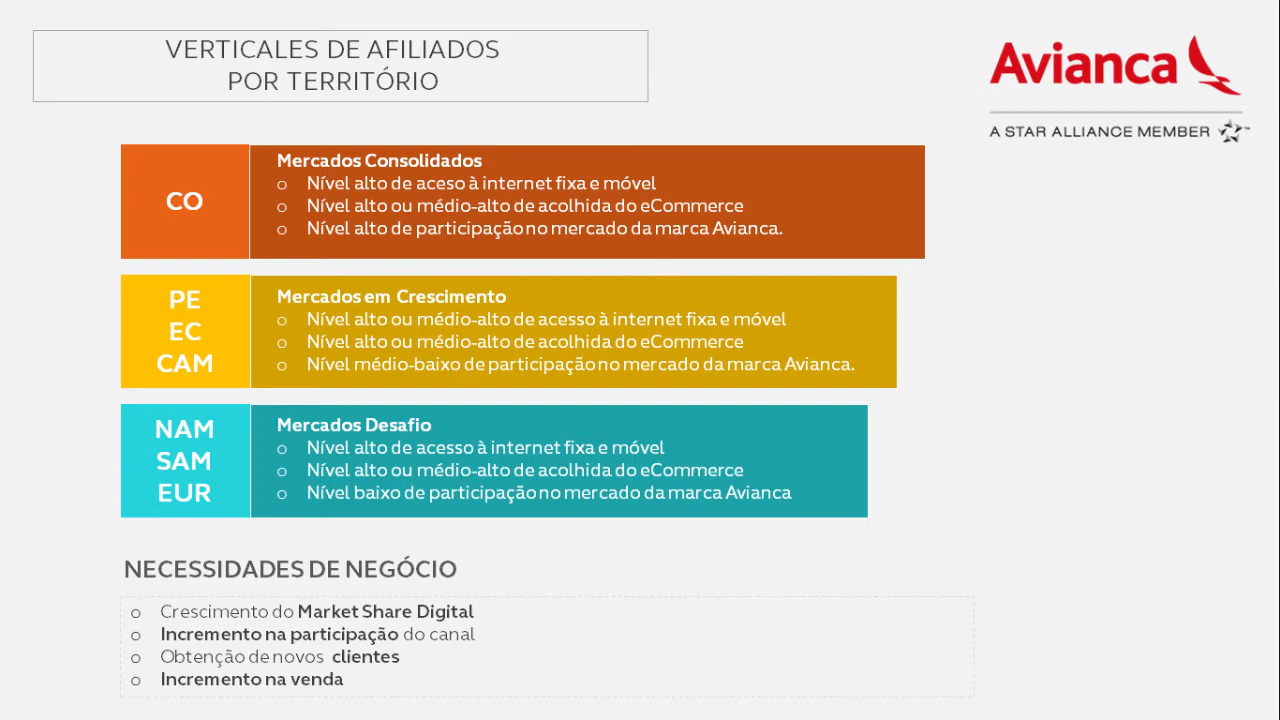 VERTICALES DE AFILIADOS
POR TERRITÓRIO
Avianca
A STAR ALLIANCE MEMBER ™
CO
Mercados Consolidados
o Nível alto de aceso à internet fixa e móvel
o Nível alto ou médio-alto de acolhida do eCommerce
o Nível alto de participação no mercado da marca Avianca.
PE
EC
CAM
Mercados em Crescimento
o Nível alto ou médio-alto de acesso à internet fixa e móvel
o Nível alto ou médio-alto de acolhida do eCommerce
o Nível médio-baixo de participação no mercado da marca Avianca.
NAM
SAM
EUR
Mercados Desafio
o Nível alto de acesso à internet fixa e móvel
o Nível alto ou médio-alto de acolhida do eCommerce
o Nível baixo de participação no mercado da marca Avianca
NECESSIDADES DE NEGÓCIO
o Crescimento do Market Share Digital
o Incremento na participação do canal
o Obtenção de novos clientes
o Incremento na venda